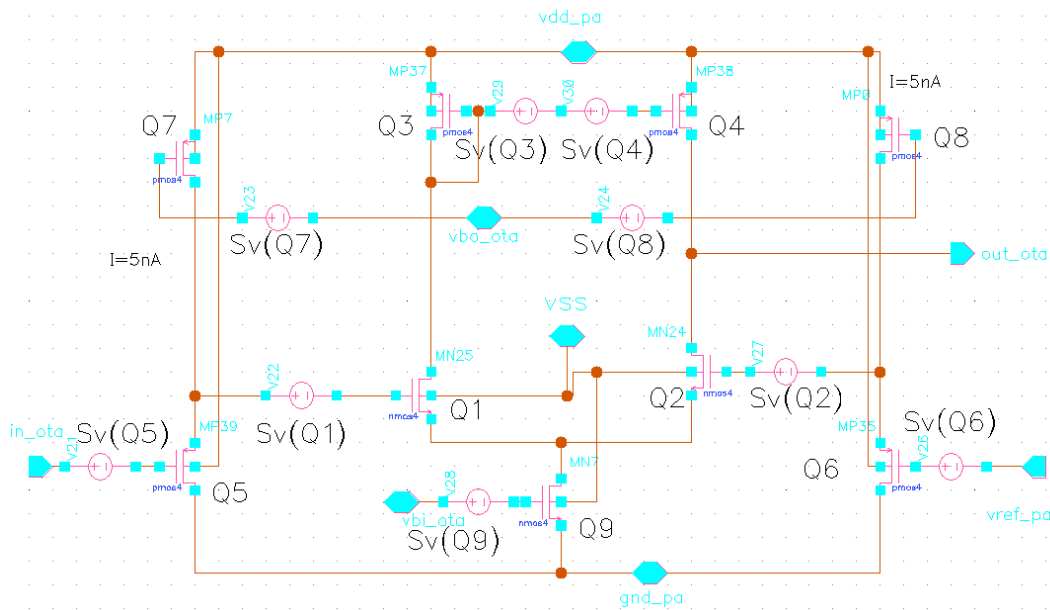 vdd_pa
MP37
V29
V30
MP38
I=5nA
MP0
Q7
MP7
Q3
Q4
Q8
pmos4
pmos4
pmos4
pmos4
Sv(Q3)
Sv(Q4)
V23
V24
Sv(Q7)
vbo_ota
Sv(Q8)
I=5nA
out_ota
VSS
MN25
MN24
V22
V27
Q1
Q2
nmos4
nmos4
Sv(Q2)
in_ota
V21
Sv(Q5)
MP39
Sv(Q1)
MP35
V26
Sv(Q6)
MN7
pmos4
Q5
V28
Q6
pmos4
vbi_ota
Sv(Q9)
nmos4
Q9
vref_pa
gnd_pa